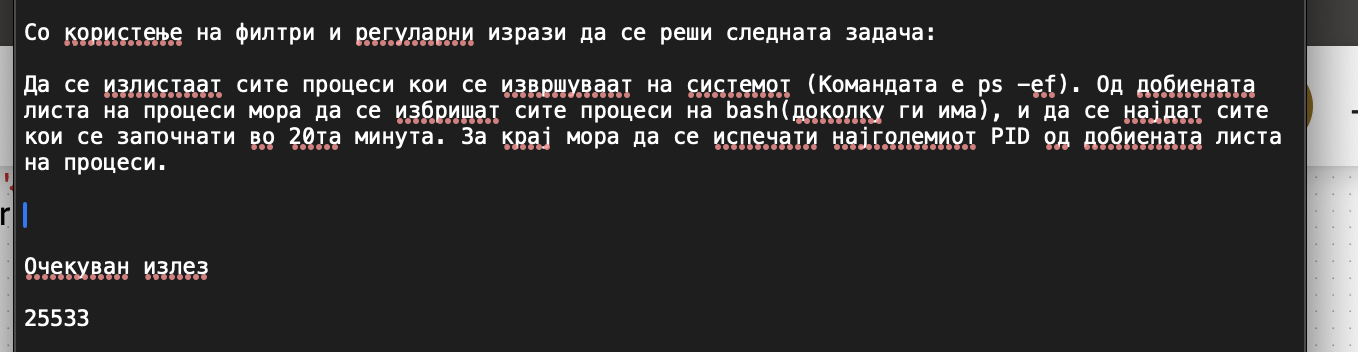 Со користење на филтри и регуларни изрази да се реши следната задача:
Да се излистаат сите процеси кои се извршуваат на системот (Командата е ps -ef). Од добиената
листа на процеси мора да се избришат сите процеси на bash(доколку ги има), и да се најдат сите
кои се започнати во 20та минута. За крај мора да се испечати најголемиот PID од добиената листа
на процеси.
Очекуван излез
25533